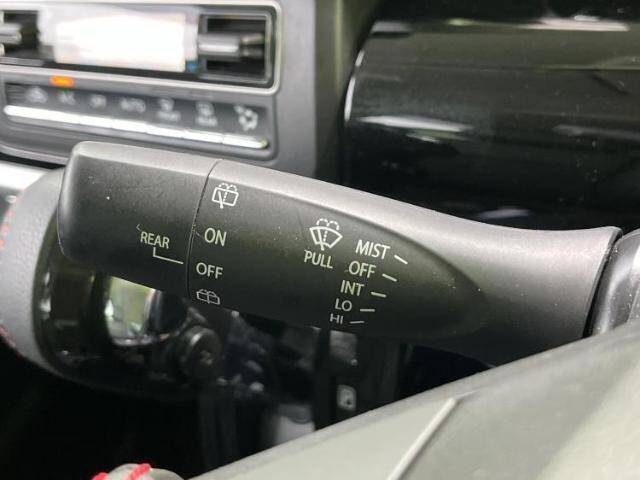 REAR
ON
OFF
PULL
MIST
OFF
INT
LO
HI